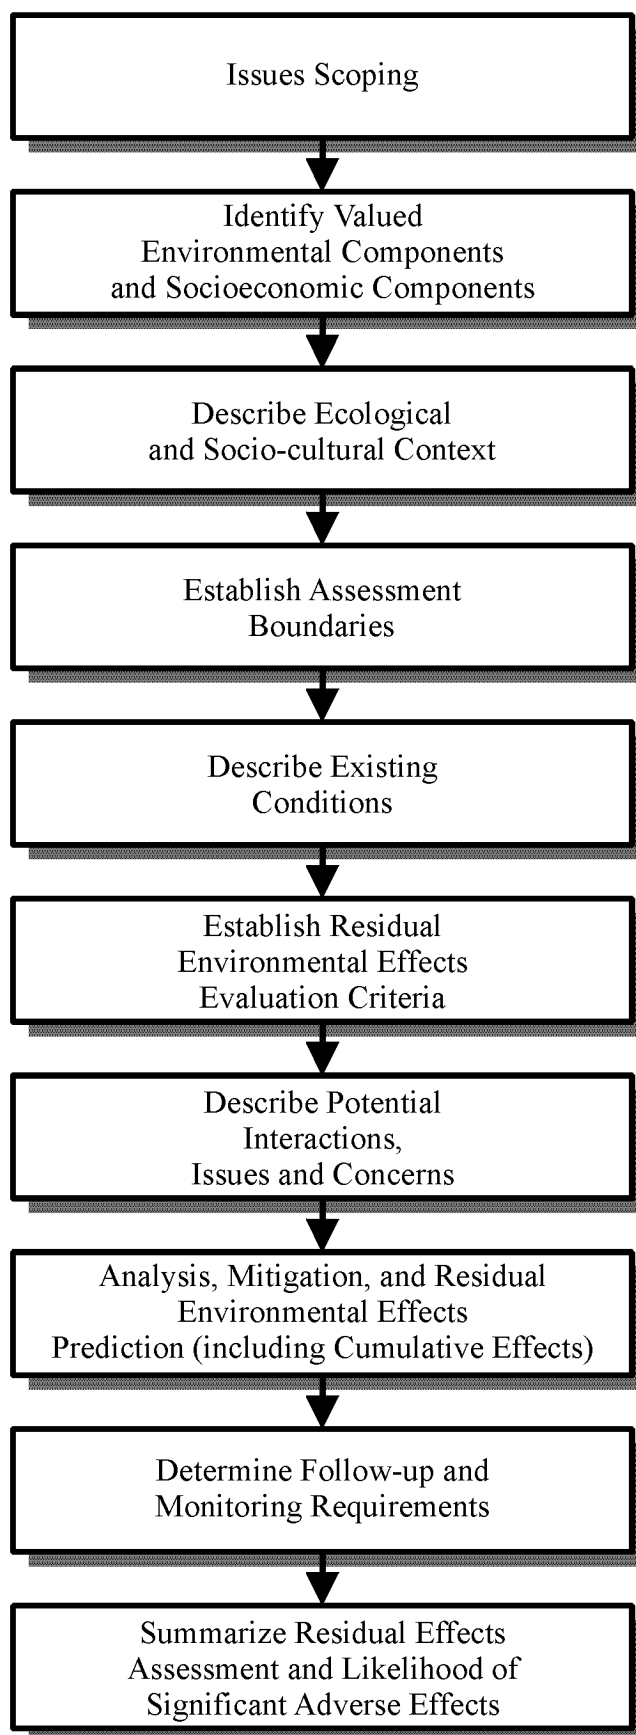 Issues Scoping
Identify Valued
Environmental Components
and Socioeconomic Components
Describe Ecological
and Socio-cultural Context
Establish Assessment
Boundaries
Describe Existing
Conditions
Establish Residual
Environmental Effects
Evaluation Criteria
Describe Potential
Interactions,
Issues and Concerns
Analysis, Mitigation, and Residual
Environmental Effects
Prediction (including Cumulative Effects)
Determine Follow-up and
Monitoring Requirements
Summarize Residual Effects
Assessment and Likelihood of
Significant Adverse Effects